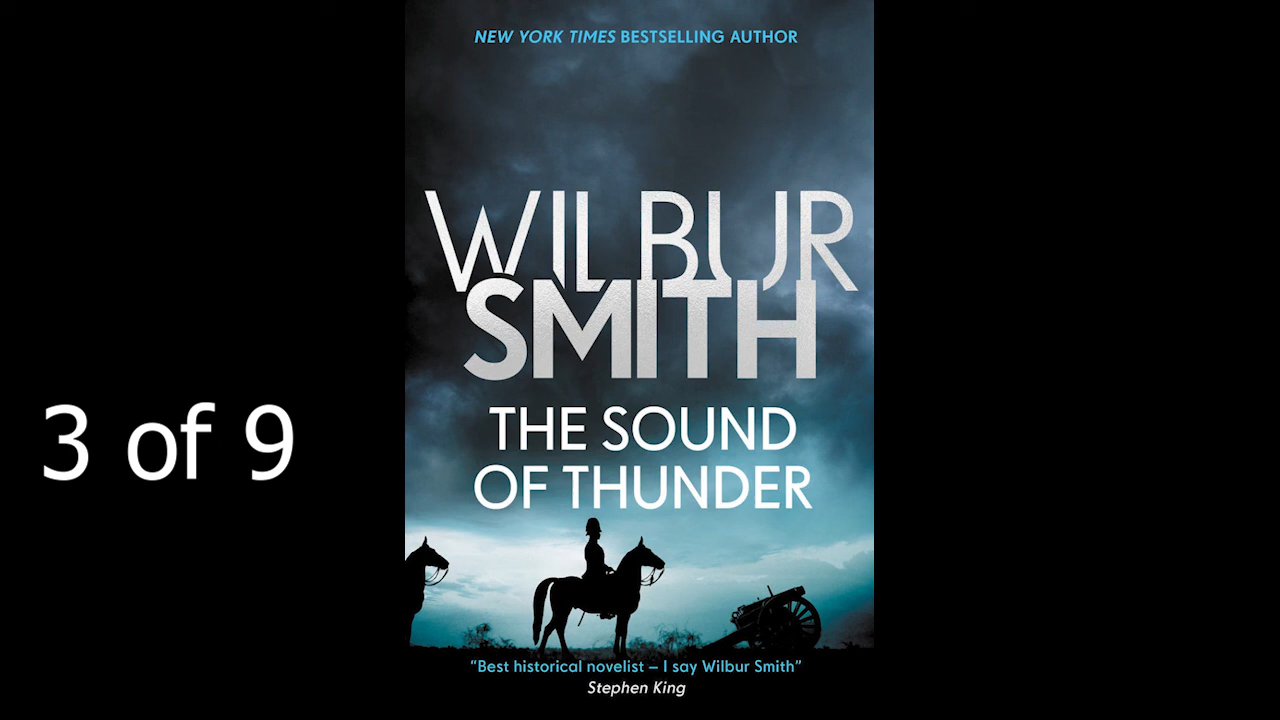 NEW YORK TIMES BESTSELLING AUTHOR
WILBUR
SMITH
3 of 9
THE SOUND
OF THUNDER
“Best historical novelist – I say Wilbur Smith”
Stephen King